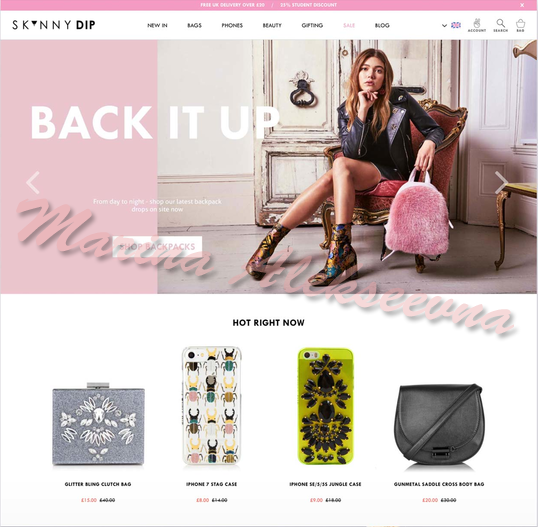 FREE UK DELIVERY OVER £30 / 25% STUDENT DISCOUNT
SKINNYDIP
NEW IN BAGS PHONES BEAUTY GIFTING SALE BLOG
ACCOUNT SEARCH BAG
BACK IT UP
From day to night - shop our latest backpack
drops on site now
SHOP BACKPACKS
Marina Alekseevna
HOT RIGHT NOW
GLITTER BLING CLUTCH BAG IPHONE 7 STAG CASE IPHONE SE/5/5S JUNGLE CASE GUNMETAL SADDLE CROSS BODY BAG
£15.00 £40.00 £8.00 £14.00 £9.00 £18.00 £20.00 £30.00